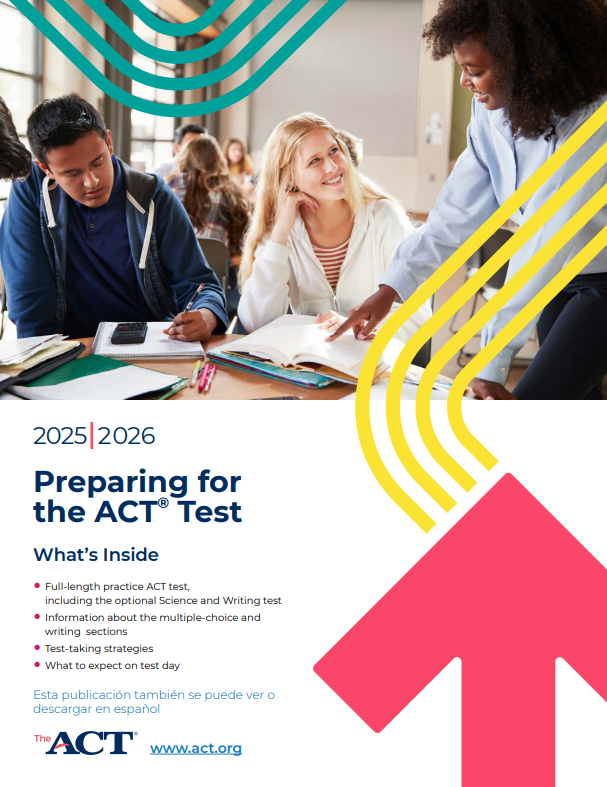 2025|2026
Preparing for
the ACT® Test
What's Inside
• Full-length practice ACT test,
including the optional Science and Writing test
• Information about the multiple-choice and
writing sections
• Test-taking strategies
• What to expect on test day
Esta publicación también se puede ver o
descargar en español
The ACT® www.act.org